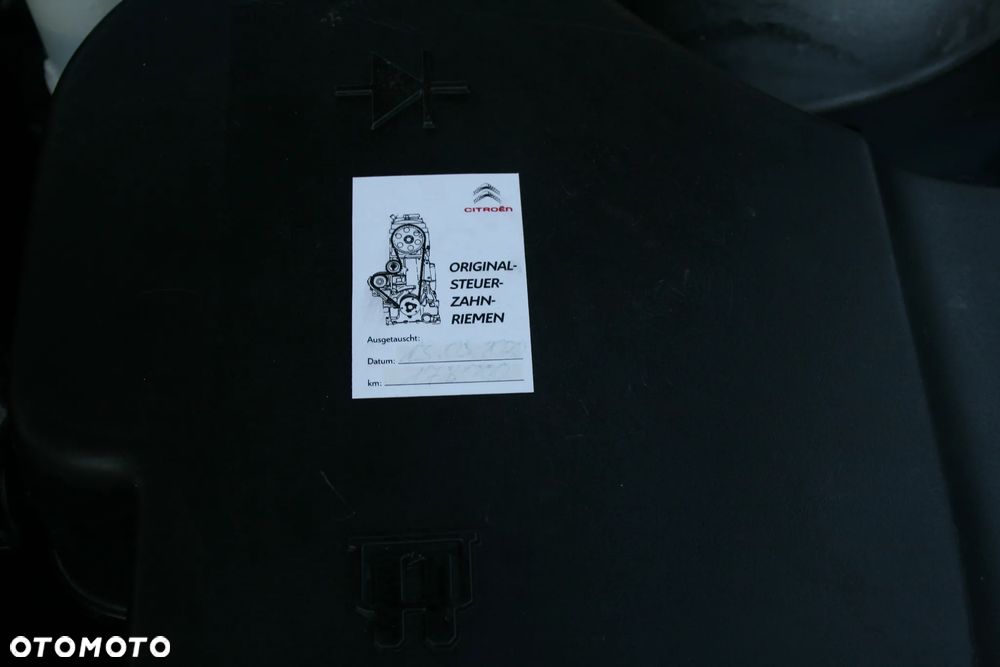 CITROËN
ORIGINAL-
STEUER-
ZAHN-
RIEMEN
Ausgetauscht:
Datum:
km:
OTOMOTO